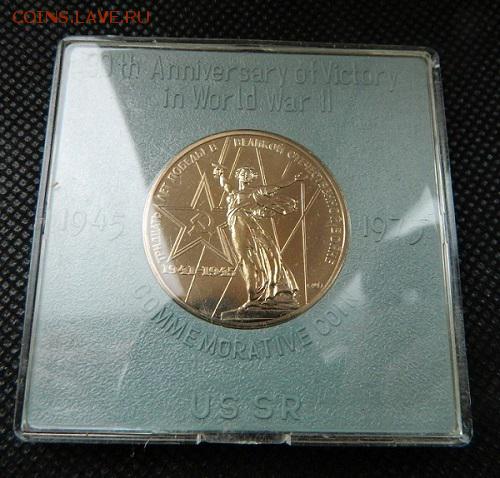 COINS.LAVE.RU
30th Anniversary of Victory
in World War II
1945
1975
ТРИДЦАТЬ ЛЕТ ПОБЕДЫ В ВЕЛИКОЙ ОТЕЧЕСТВЕННОЙ ВОЙНЕ
1941-1945
COMMEMORATIVE COIN
USSR